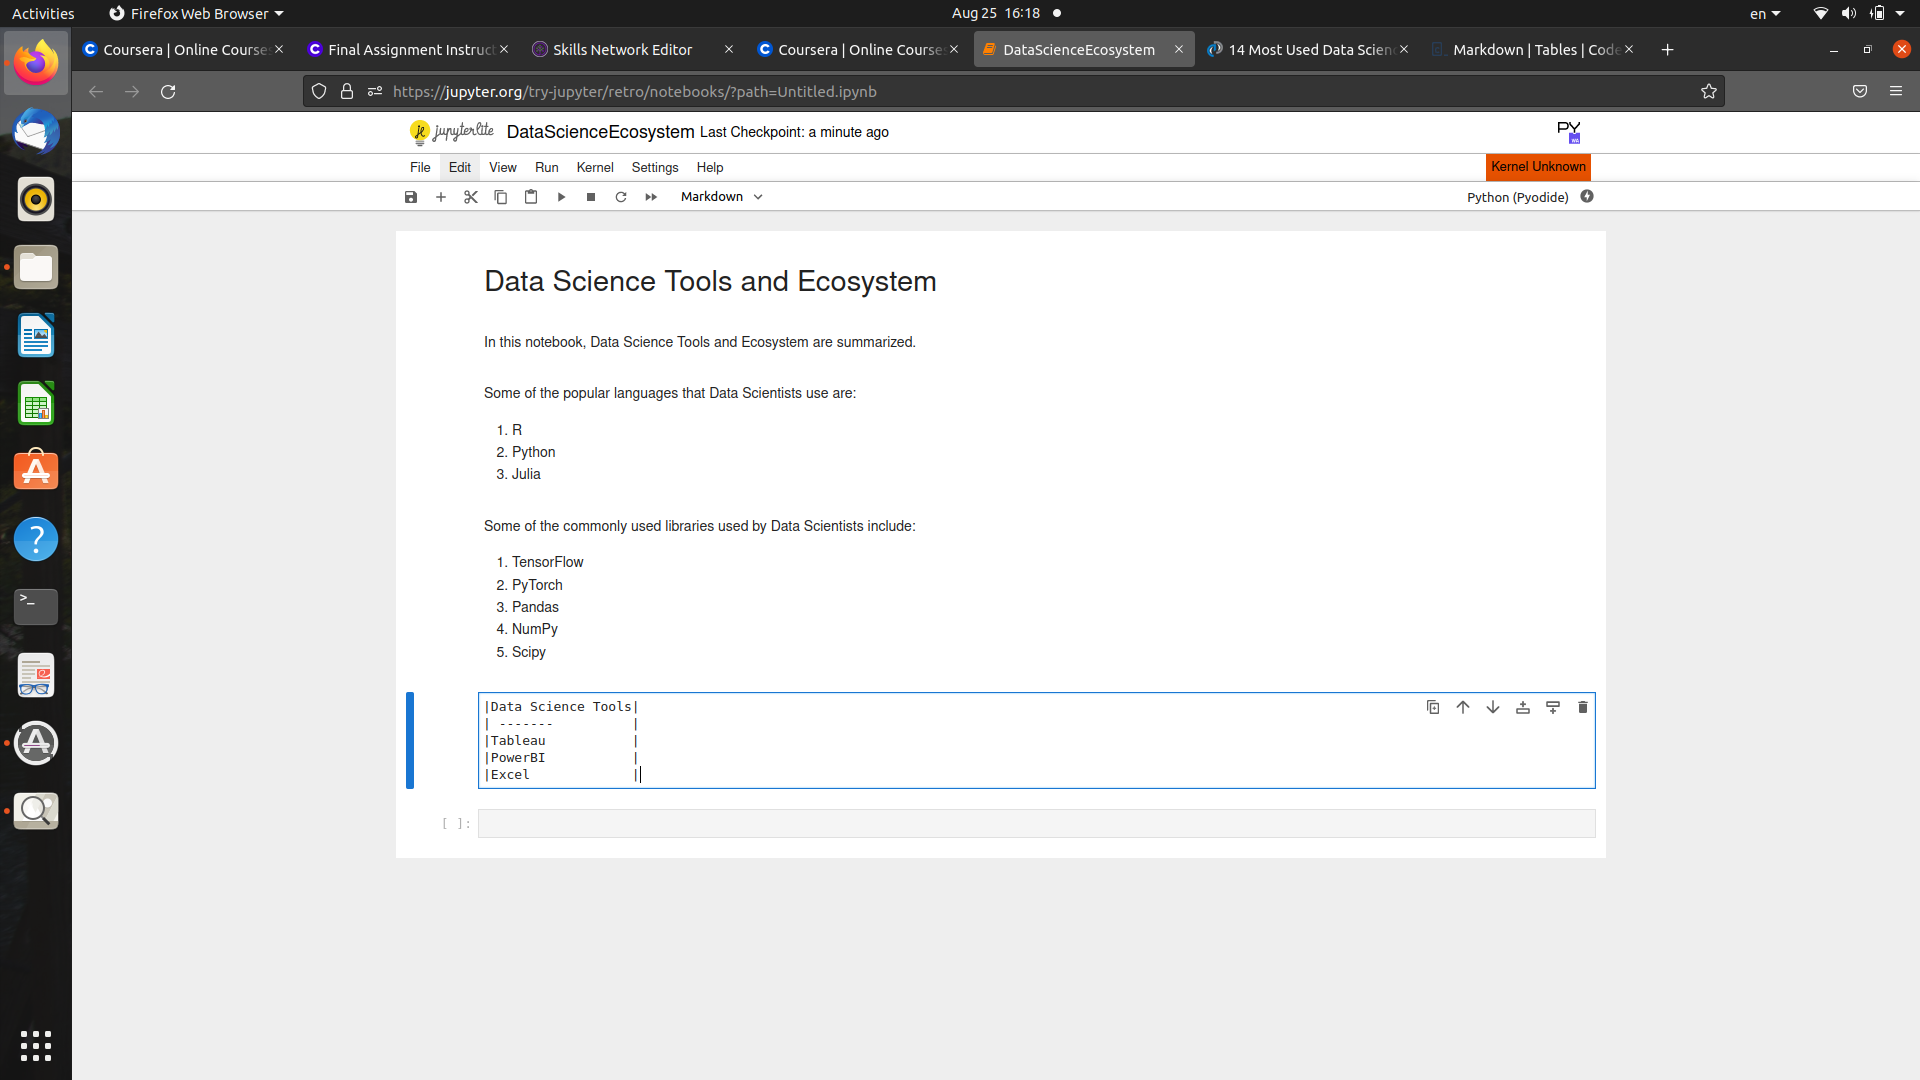 Activities
Firefox Web Browser
Aug 25 16:18
en
Coursera | Online Course
Final Assignment Instruc
Skills Network Editor
Coursera | Online Course
DataScienceEcosystem
14 Most Used Data Scien
Markdown | Tables | Code
https://jupyter.org/try-jupyter/retro/notebooks/?path=Untitled.ipynb
jupyterlite
DataScienceEcosystem Last Checkpoint: a minute ago
PY
File
Edit
View
Run
Kernel
Settings
Help
Kernel Unknown
Markdown
Python (Pyodide)
Data Science Tools and Ecosystem
In this notebook, Data Science Tools and Ecosystem are summarized.
Some of the popular languages that Data Scientists use are:
1. R
2. Python
3. Julia
Some of the commonly used libraries used by Data Scientists include:
1. TensorFlow
2. PyTorch
3. Pandas
4. NumPy
5. Scipy
|Data Science Tools|
| -------          |
|Tableau           |
|PowerBI           |
|Excel             |
[ ]: